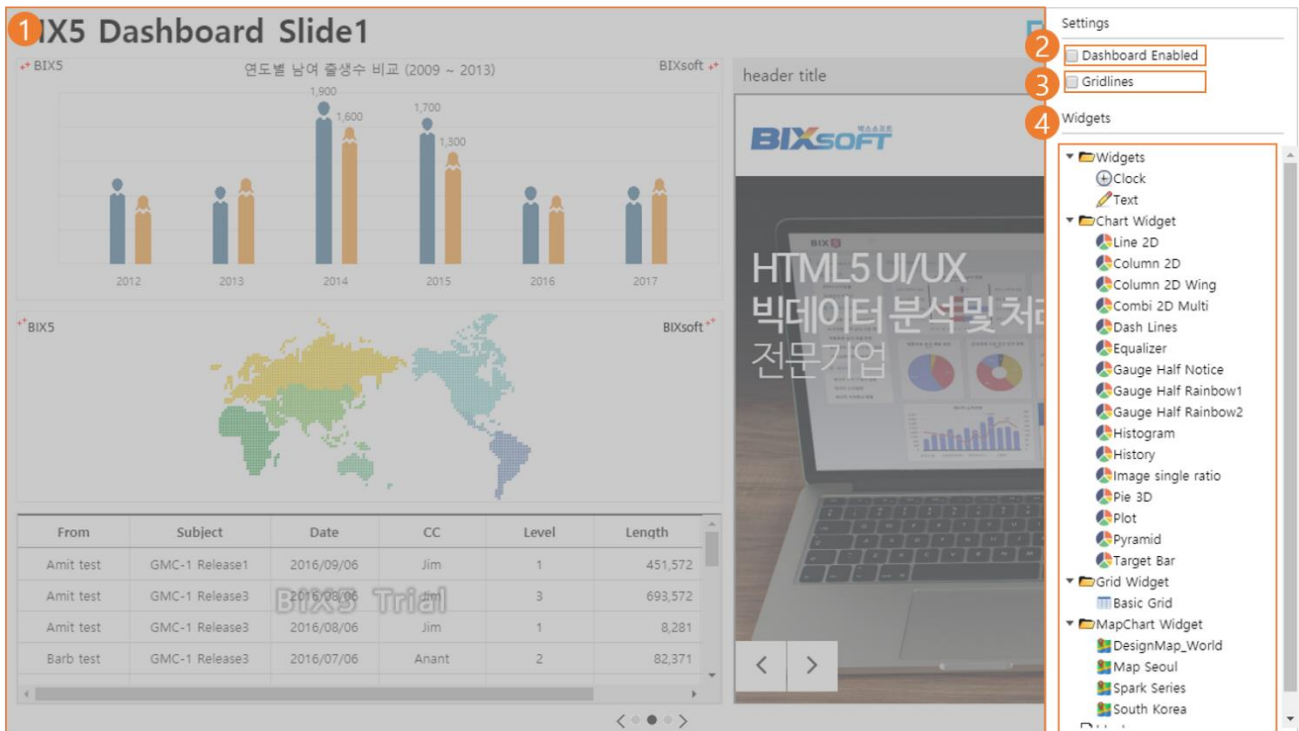 1
BIX5 Dashboard Slide1
BIX5
연도별 남여 출생수 비교 (2009 ~ 2013)
BIXsoft
1,900
1,600
1,700
1,300
2012 2013 2014 2015 2016 2017
header title
빅스소프트
BIXSOFT
BIX5
HTML5 UI/UX
빅데이터 분석 및 처리
전문기업
BIX5
BIXsoft
From Subject Date CC Level Length
Amit test GMC-1 Release1 2016/09/06 Jim 1 451,572
Amit test GMC-1 Release3 2016/08/06 Jim 3 693,572
BIX5 Trial
Amit test GMC-1 Release3 2016/08/06 Jim 1 8,281
Barb test GMC-1 Release3 2016/07/06 Anant 2 82,371
Settings
2
Dashboard Enabled
3
Gridlines
4
Widgets
Widgets
Clock
Text
Chart Widget
Line 2D
Column 2D
Column 2D Wing
Combi 2D Multi
Dash Lines
Equalizer
Gauge Half Notice
Gauge Half Rainbow1
Gauge Half Rainbow2
Histogram
History
Image single ratio
Pie 3D
Plot
Pyramid
Target Bar
Grid Widget
Basic Grid
MapChart Widget
DesignMap_World
Map Seoul
Spark Series
South Korea